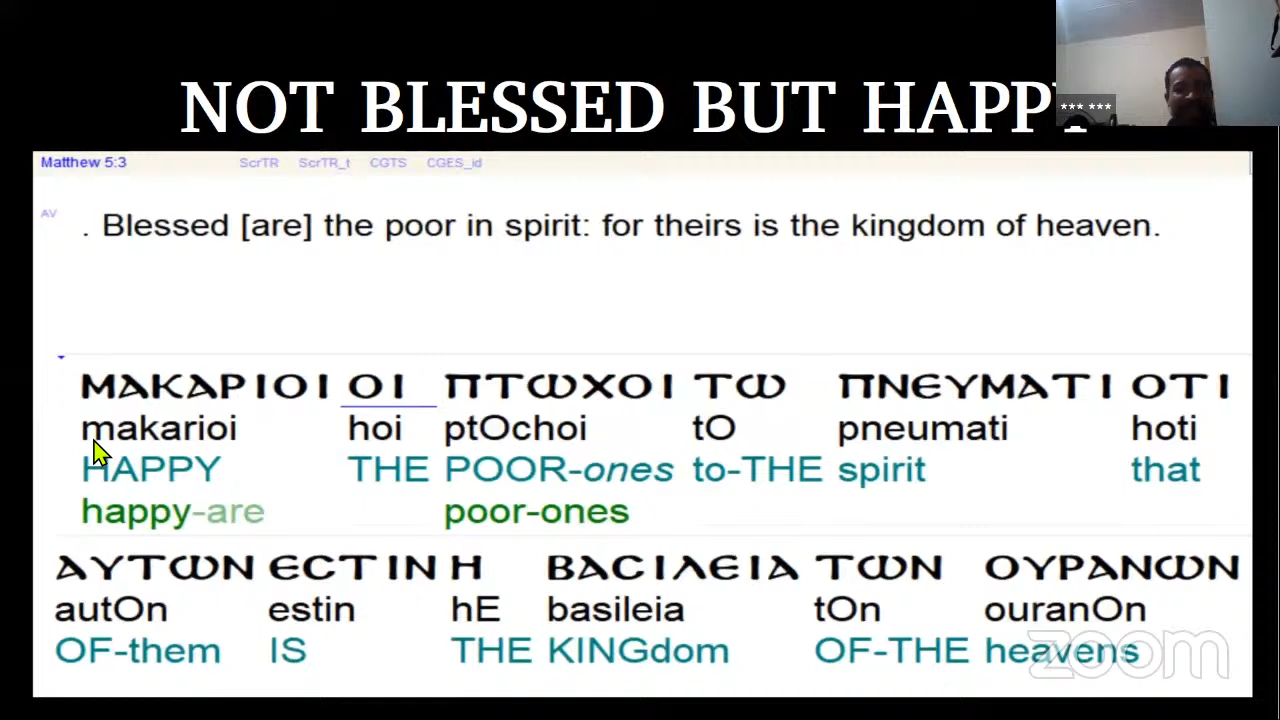 NOT BLESSED BUT HAPPY
*** ***
Matthew 5:3 ScrTR ScrTR_t CGTS CGES_id
AV
. Blessed [are] the poor in spirit: for theirs is the kingdom of heaven.
ΜΑΚΑΡΙΟΙ ΟΙ ΠΤΩΧΟΙ ΤΩ ΠΝΕΥΜΑΤΙ ΟΤΙ
makarioi hoi ptOchoi tO pneumati hoti
HAPPY THE POOR-ones to-THE spirit that
happy-are poor-ones
ΑΥΤΩΝ ΕϹΤΙΝ Η ΒΑϹΙΛΕΙΑ ΤΩΝ ΟΥΡΑΝΩΝ
autOn estin hE basileia tOn ouranOn
OF-them IS THE KINGdom OF-THE heavens
zoom